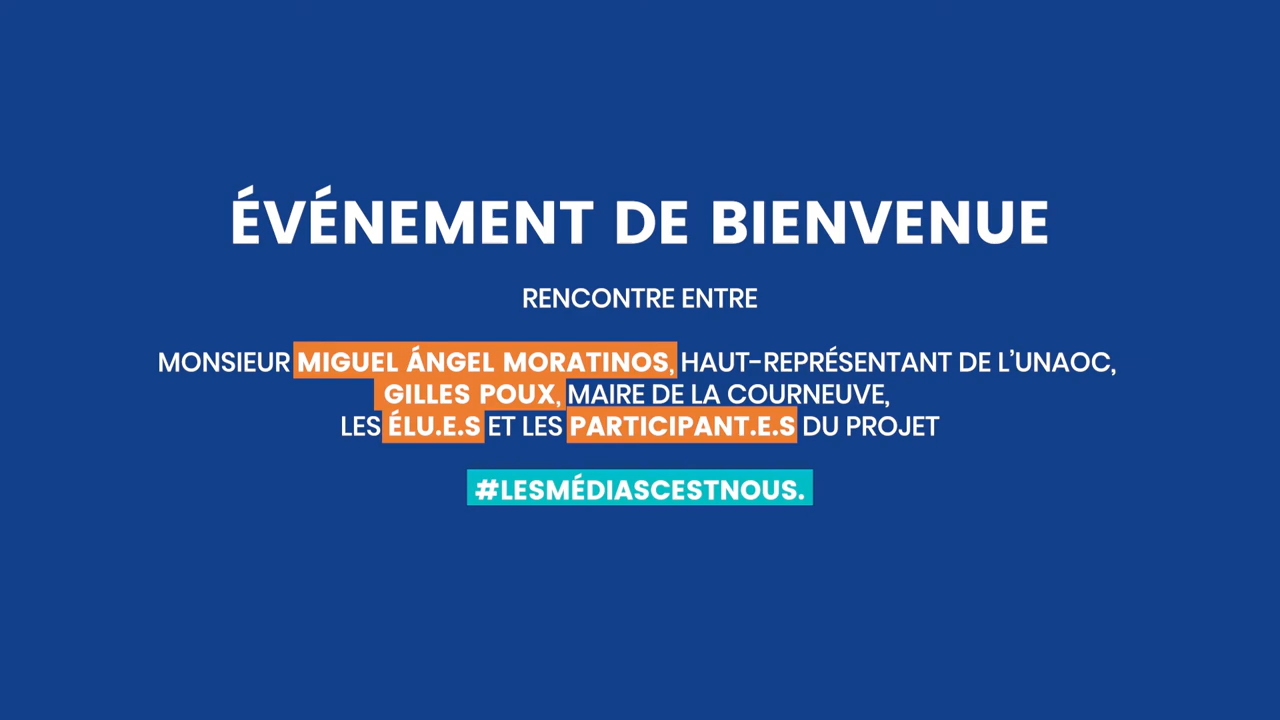 ÉVÉNEMENT DE BIENVENUE
RENCONTRE ENTRE
MONSIEUR MIGUEL ÁNGEL MORATINOS, HAUT-REPRÉSENTANT DE L’UNAOC,
GILLES POUX, MAIRE DE LA COURNEUVE,
LES ÉLU.E.S ET LES PARTICIPANT.E.S DU PROJET
#LESMÉDIASCESTNOUS.